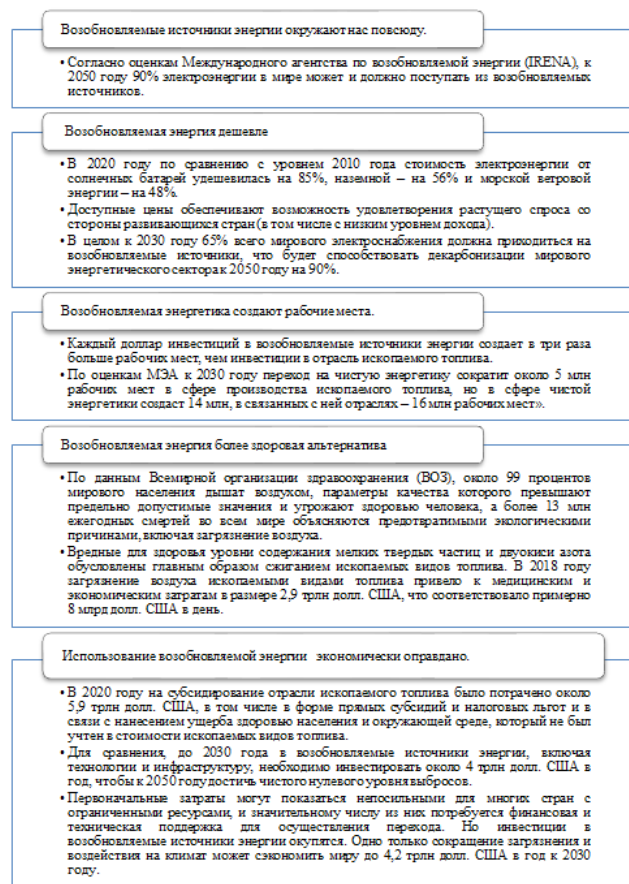 Возобновляемые источники энергии окружают нас повсюду.
• Согласно оценкам Международного агентства по возобновляемой энергии (IRENA), к
2050 году 90% электроэнергии в мире может и должно поступать из возобновляемых
источников.
Возобновляемая энергия дешевле
• В 2020 году по сравнению с уровнем 2010 года стоимость электроэнергии от
солнечных батарей удешевилась на 85%, наземной – на 56% и морской ветровой
энергии – на 48%.
• Доступные цены обеспечивают возможность удовлетворения растущего спроса со
стороны развивающихся стран (в том числе с низким уровнем дохода).
• В целом к 2030 году 65% всего мирового электроснабжения должна приходиться на
возобновляемые источники, что будет способствовать декарбонизации мирового
энергетического сектора к 2050 году на 90%.
Возобновляемая энергетика создают рабочие места.
• Каждый доллар инвестиций в возобновляемые источники энергии создает в три раза
больше рабочих мест, чем инвестиции в отрасль ископаемого топлива.
• По оценкам МЭА к 2030 году переход на чистую энергетику сократит около 5 млн
рабочих мест в сфере производства ископаемого топлива, но в сфере чистой
энергетики создаст 14 млн, в связанных с ней отраслях – 16 млн рабочих мест».
Возобновляемая энергия более здоровая альтернатива
• По данным Всемирной организации здравоохранения (ВОЗ), около 99 процентов
мирового населения дышат воздухом, параметры качества которого превышают
предельно допустимые значения и угрожают здоровью человека, а более 13 млн
ежегодных смертей во всем мире объясняются предотвратимыми экологическими
причинами, включая загрязнение воздуха.
• Вредные для здоровья уровни содержания мелких твердых частиц и двуокиси азота
обусловлены главным образом сжиганием ископаемых видов топлива. В 2018 году
загрязнение воздуха ископаемыми видами топлива привело к медицинским и
экономическим затратам в размере 2,9 трлн долл. США, что соответствовало примерно
8 млрд долл. США в день.
Использование возобновляемой энергии экономически оправдано.
• В 2020 году на субсидирование отрасли ископаемого топлива было потрачено около
5,9 трлн долл. США, в том числе в форме прямых субсидий и налоговых льгот и в
связи с нанесением ущерба здоровью населения и окружающей среде, который не был
учтен в стоимости ископаемых видов топлива.
• Для сравнения, до 2030 года в возобновляемые источники энергии, включая
технологии и инфраструктуру, необходимо инвестировать около 4 трлн долл. США в
год, чтобы к 2050 году достичь чистого нулевого уровня выбросов.
• Первоначальные затраты могут показаться непосильными для многих стран с
ограниченными ресурсами, и значительному числу из них потребуется финансовая и
техническая поддержка для осуществления перехода. Но инвестиции в
возобновляемые источники энергии окупятся. Одно только сокращение загрязнения и
воздействия на климат может сэкономить миру до 4,2 трлн долл. США в год к 2030
году.